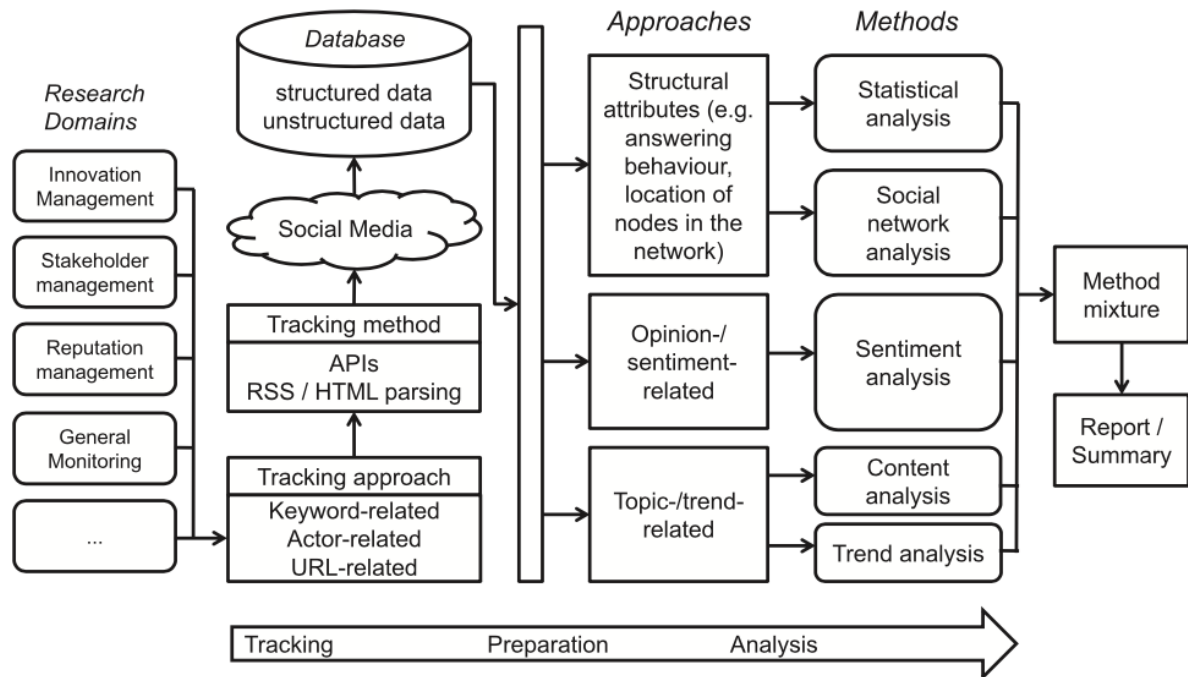 Research
Domains
Innovation
Management
Stakeholder
management
Reputation
management
General
Monitoring
...
Database
structured data
unstructured data
Social Media
Tracking method
APIs
RSS / HTML parsing
Tracking approach
Keyword-related
Actor-related
URL-related
Approaches
Structural
attributes (e.g.
answering
behaviour,
location of
nodes in the
network)
Opinion-/
sentiment-
related
Topic-/trend-
related
Methods
Statistical
analysis
Social
network
analysis
Sentiment
analysis
Content
analysis
Trend analysis
Method
mixture
Report /
Summary
Tracking
Preparation
Analysis